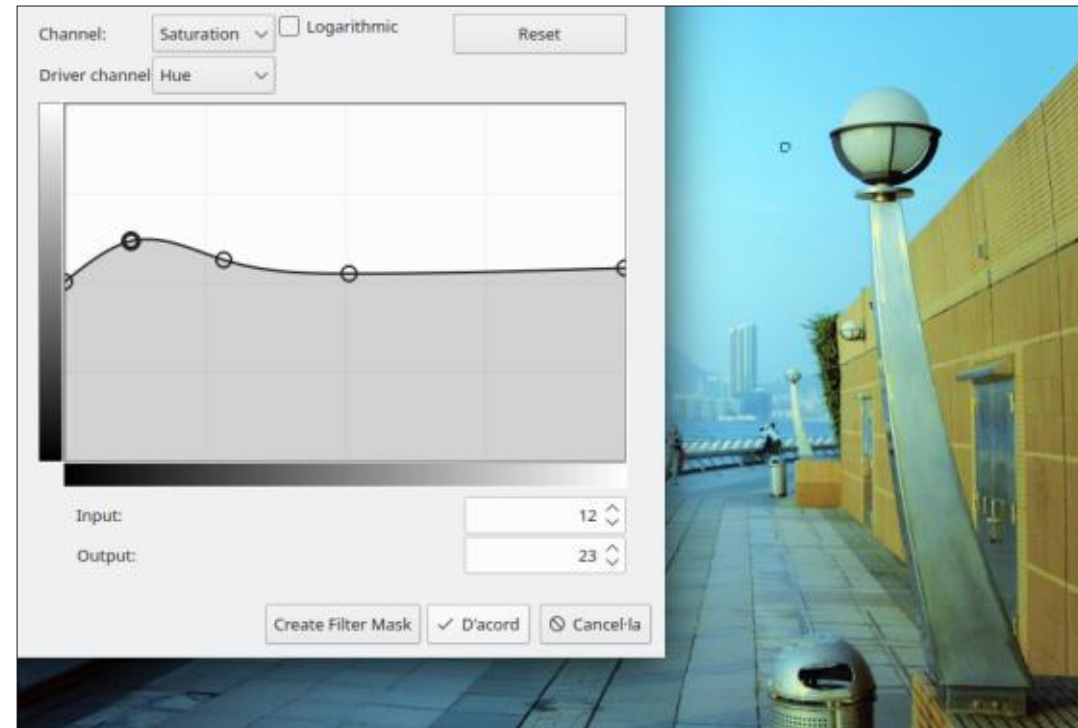 Channel: Saturation Logarithmic Reset
Driver channel Hue
Input: 12
Output: 23
Create Filter Mask D'acord Cancel·la